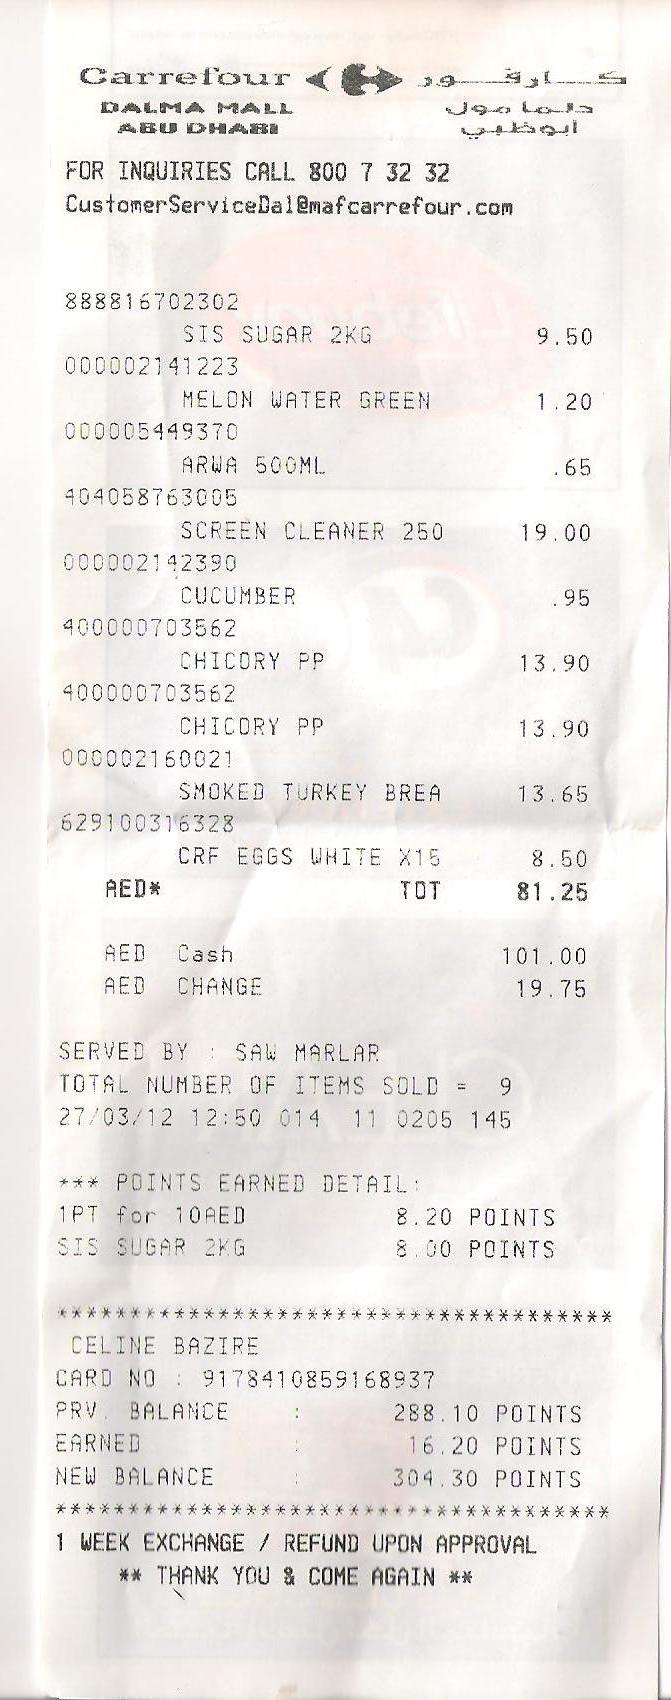 Carrefour كارفور
DALMA MALL دلما مول
ABU DHABI أبوظبي
FOR INQUIRIES CALL 800 7 32 32
CustomerServiceDal@mafcarrefour.com
888816702302
SIS SUGAR 2KG 9.50
000002141223
MELON WATER GREEN 1.20
000005449370
ARWA 500ML .65
404058763005
SCREEN CLEANER 250 19.00
000002142390
CUCUMBER .95
400000703562
CHICORY PP 13.90
400000703562
CHICORY PP 13.90
000002160021
SMOKED TURKEY BREA 13.65
629100316328
CRF EGGS WHITE X15 8.50
AED* TOT 81.25
AED Cash 101.00
AED CHANGE 19.75
SERVED BY : SAW MARLAR
TOTAL NUMBER OF ITEMS SOLD = 9
27/03/12 12:50 014 11 0205 145
*** POINTS EARNED DETAIL:
1PT for 10AED 8.20 POINTS
SIS SUGAR 2KG 8.00 POINTS
**************************************
CELINE BAZIRE
CARD NO : 9178410859168937
PRV. BALANCE : 288.10 POINTS
EARNED : 16.20 POINTS
NEW BALANCE : 304.30 POINTS
**************************************
1 WEEK EXCHANGE / REFUND UPON APPROVAL
** THANK YOU & COME AGAIN **